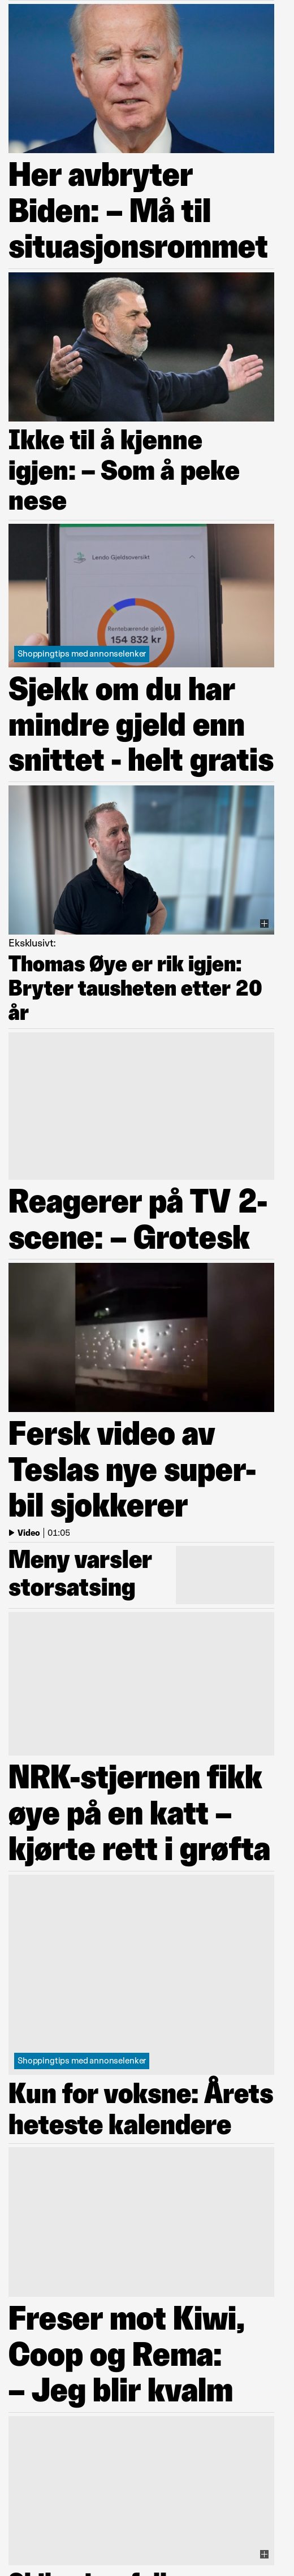 Her avbryter
Biden: – Må til
situasjonsrommet
Ikke til å kjenne
igjen: – Som å peke
nese
Lendo Gjeldsoversikt
Rentebærende gjeld
154 832 kr
Shoppingtips med annonselenker
Sjekk om du har
mindre gjeld enn
snittet - helt gratis
Eksklusivt:
Thomas Øye er rik igjen:
Bryter tausheten etter 20
år
Reagerer på TV 2-
scene: – Grotesk
Fersk video av
Teslas nye super-
bil sjokkerer
Video | 01:05
Meny varsler
storsatsing
NRK-stjernen fikk
øye på en katt –
kjørte rett i grøfta
Shoppingtips med annonselenker
Kun for voksne: Årets
heteste kalendere
Freser mot Kiwi,
Coop og Rema:
– Jeg blir kvalm